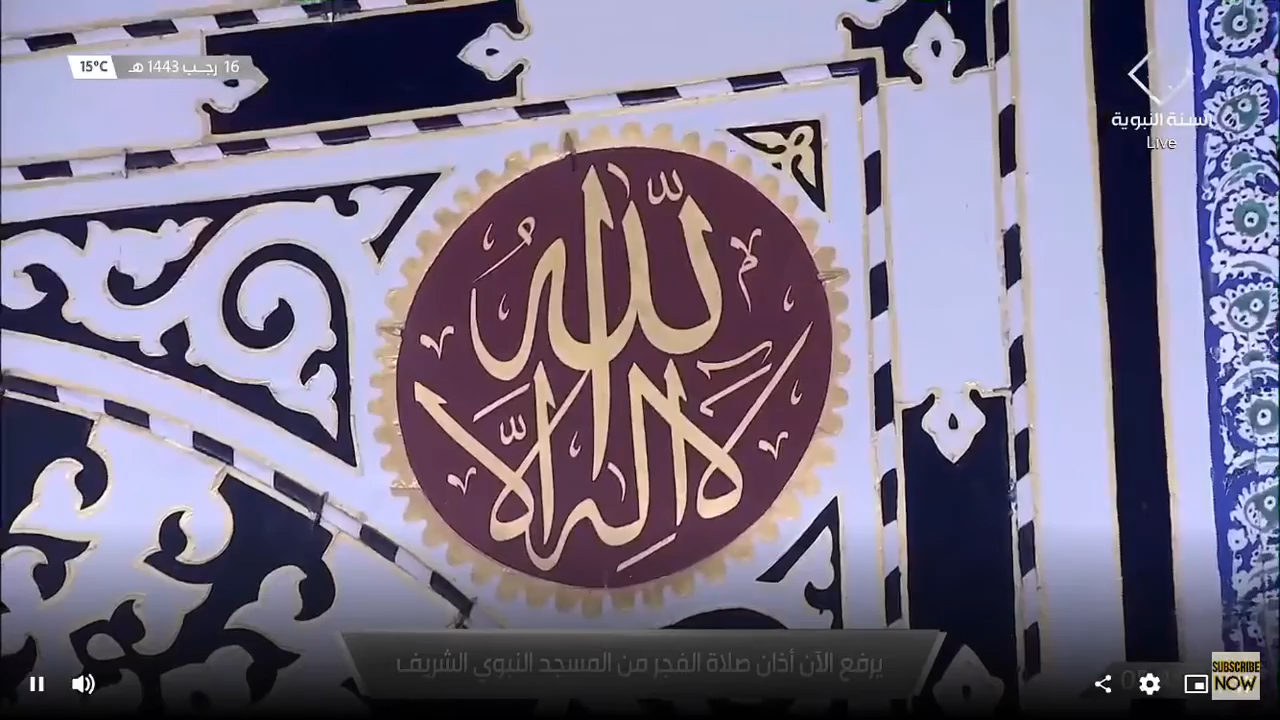 15°C
16 رجب 1443 هـ
السنة النبوية
Live
لا إله إلا الله
يرفع الآن أذان صلاة الفجر من المسجد النبوي الشريف
SUBSCRIBE
NOW